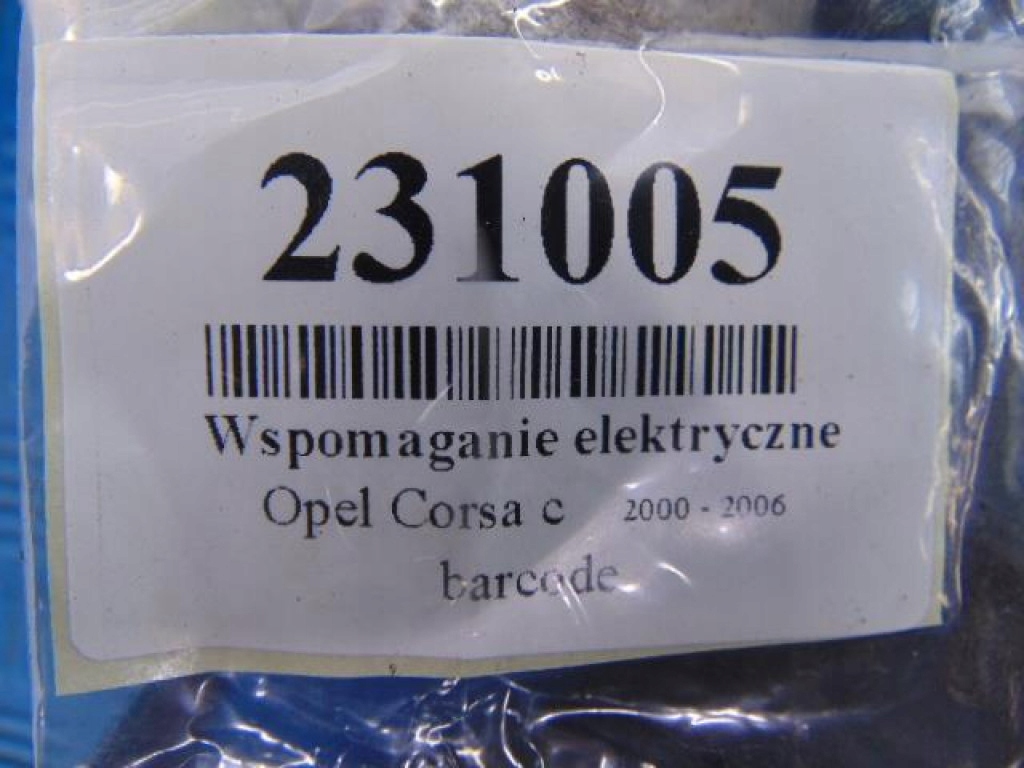 231005
Wspomaganie elektryczne
Opel Corsa c 2000 - 2006
barcode